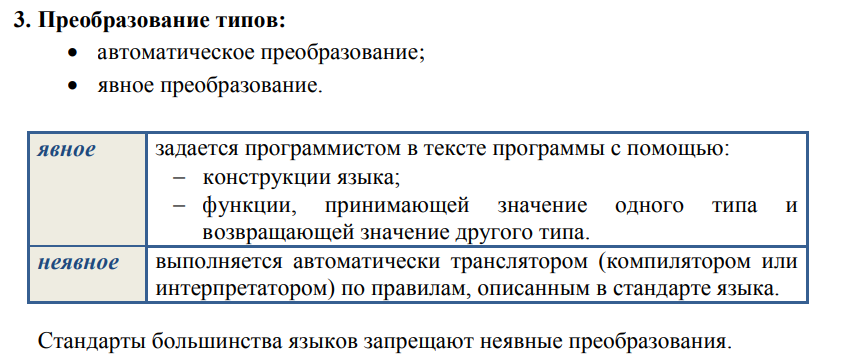 3. Преобразование типов:
• автоматическое преобразование;
• явное преобразование.
явное
задается программистом в тексте программы с помощью:
– конструкции языка;
– функции, принимающей значение одного типа и
возвращающей значение другого типа.
неявное
выполняется автоматически транслятором (компилятором или
интерпретатором) по правилам, описанным в стандарте языка.
Стандарты большинства языков запрещают неявные преобразования.